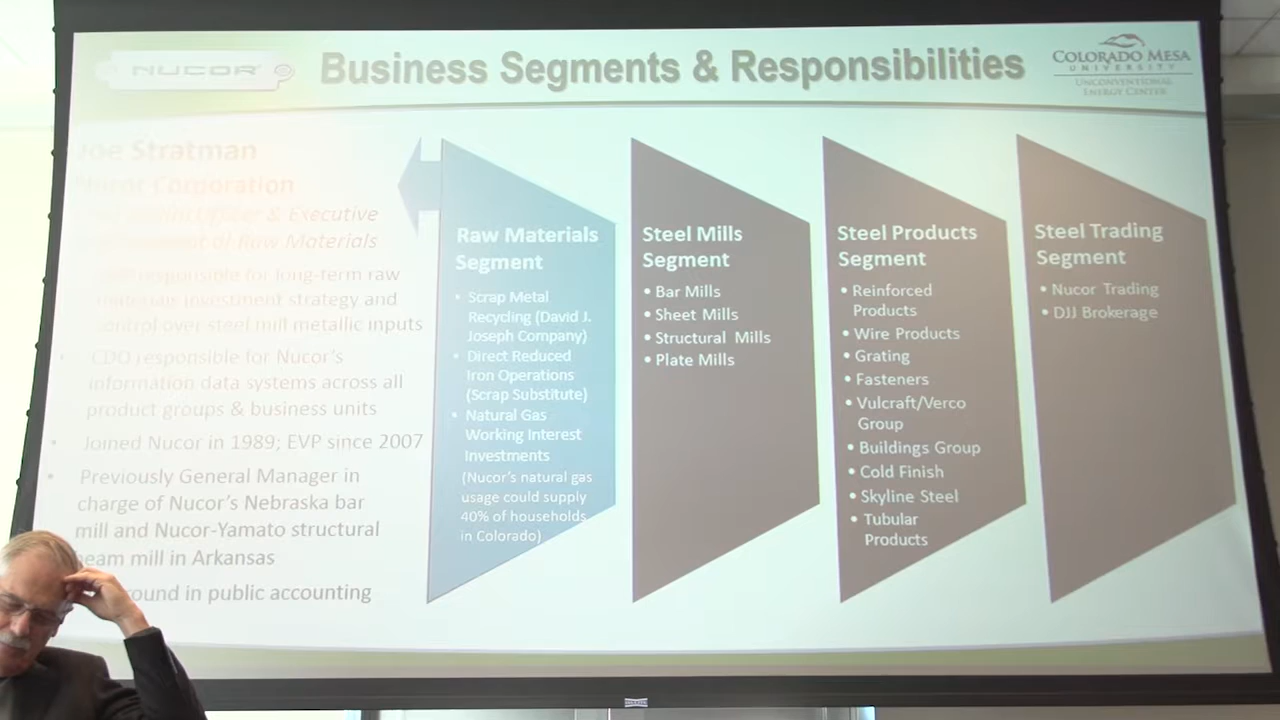 NUCOR®
Business Segments & Responsibilities
COLORADO MESA
UNIVERSITY
UNCONVENTIONAL
ENERGY CENTER
Joe Stratman
Nucor Corporation
Officer & Executive
of Raw Materials
responsible for long-term raw
materials investment strategy and
control over steel mill metallic inputs
• CDO responsible for Nucor's
information data systems across all
product groups & business units
• Joined Nucor in 1989; EVP since 2007
• Previously General Manager in
charge of Nucor's Nebraska bar
mill and Nucor-Yamato structural
beam mill in Arkansas
in public accounting
Raw Materials
Segment
• Scrap Metal
Recycling (David J.
Joseph Company)
• Direct Reduced
Iron Operations
(Scrap Substitute)
• Natural Gas
Working Interest
Investments
(Nucor's natural gas
usage could supply
40% of households
in Colorado)
Steel Mills
Segment
• Bar Mills
• Sheet Mills
• Structural Mills
• Plate Mills
Steel Products
Segment
• Reinforced
Products
• Wire Products
• Grating
• Fasteners
• Vulcraft/Verco
Group
• Buildings Group
• Cold Finish
• Skyline Steel
• Tubular
Products
Steel Trading
Segment
• Nucor Trading
• DJJ Brokerage